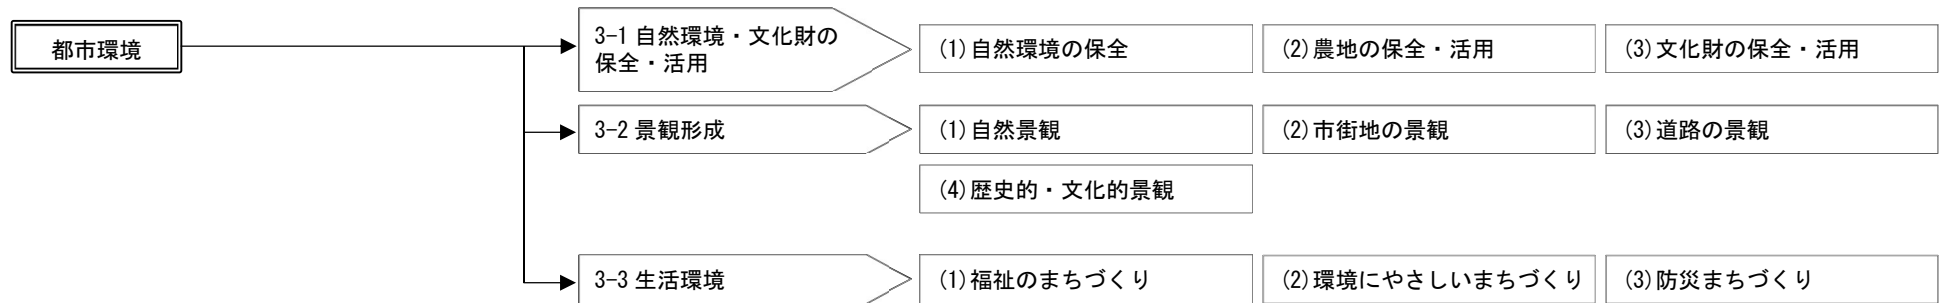 都市環境
3-1 自然環境・文化財の
保全・活用
(1)自然環境の保全
(2)農地の保全・活用
(3)文化財の保全・活用
3-2 景観形成
(1)自然景観
(2)市街地の景観
(3)道路の景観
(4)歴史的・文化的景観
3-3 生活環境
(1)福祉のまちづくり
(2)環境にやさしいまちづくり
(3)防災まちづくり